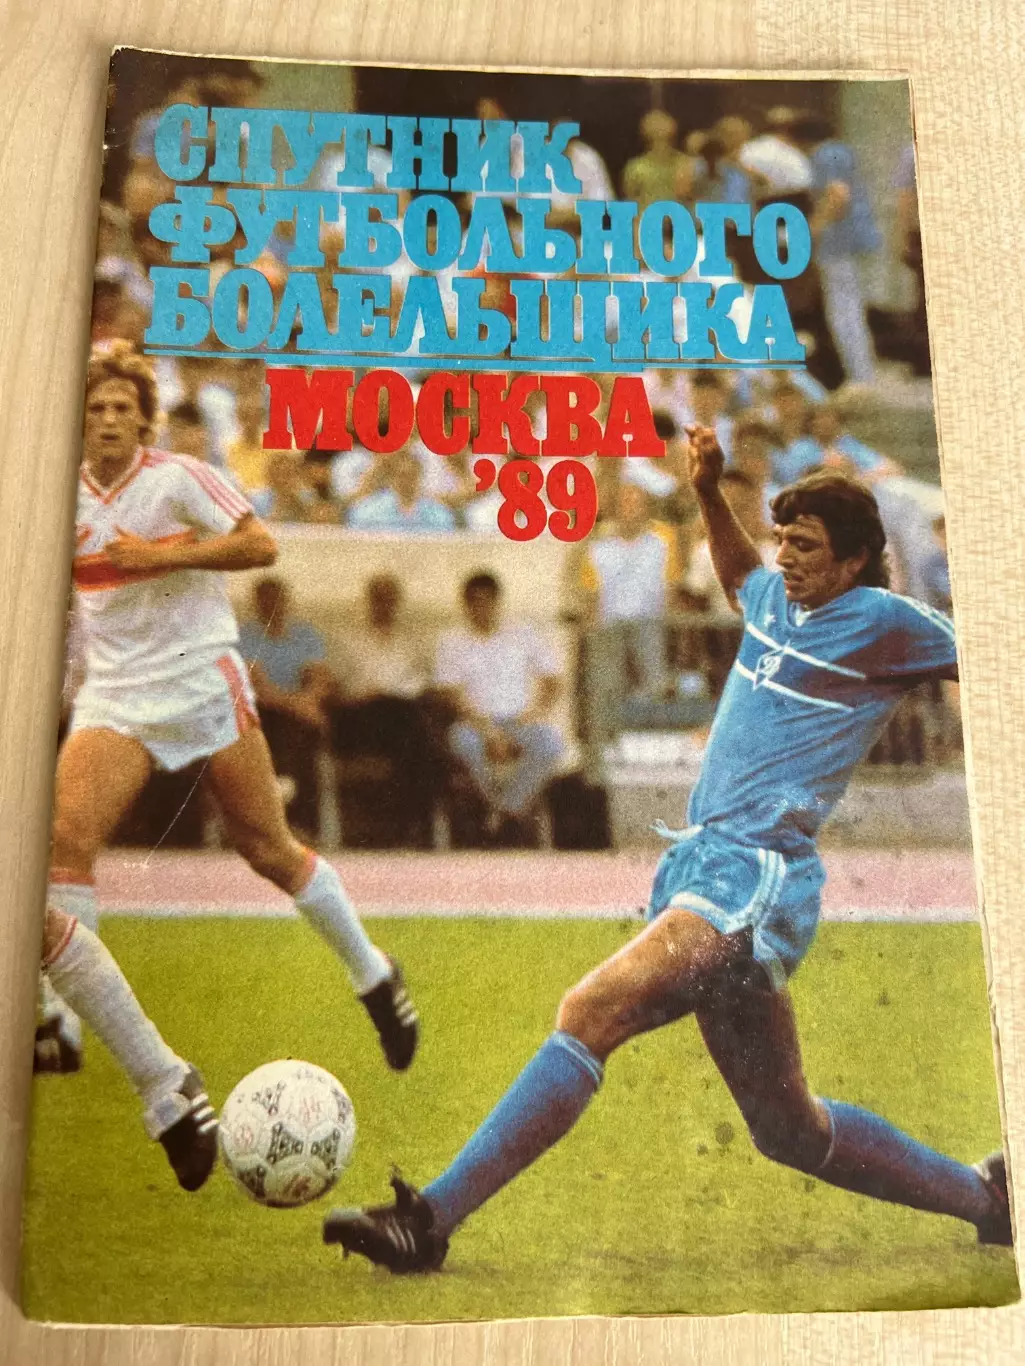 СПУТНИК
ФУТБОЛЬНОГО
БОЛЕЛЬЩИКА
МОСКВА
'89
Д